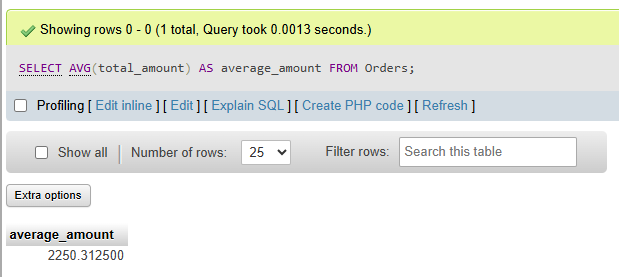 Showing rows 0 - 0 (1 total, Query took 0.0013 seconds.)
SELECT AVG(total_amount) AS average_amount FROM Orders;
Profiling [ Edit inline ] [ Edit ] [ Explain SQL ] [ Create PHP code ] [ Refresh ]
Show all Number of rows: 25 Filter rows: Search this table
Extra options
average_amount
2250.312500